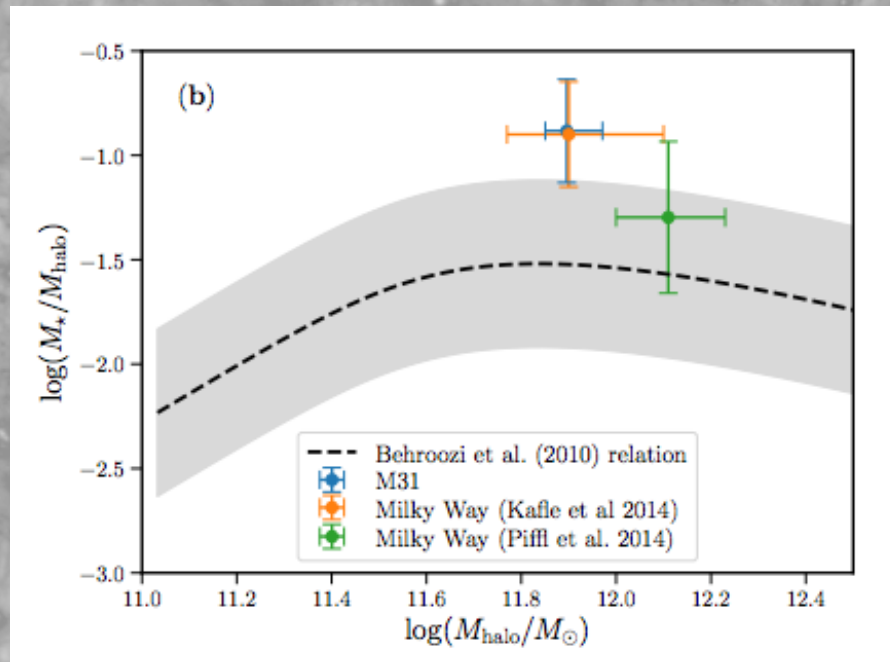 −0.5
(b)
−1.0
−1.5
−2.0
−2.5
−3.0
log(M⋆/Mhalo)
Behroozi et al. (2010) relation
M31
Milky Way (Kafle et al 2014)
Milky Way (Piffl et al. 2014)
11.0 11.2 11.4 11.6 11.8 12.0 12.2 12.4
log(Mhalo/M⊙)